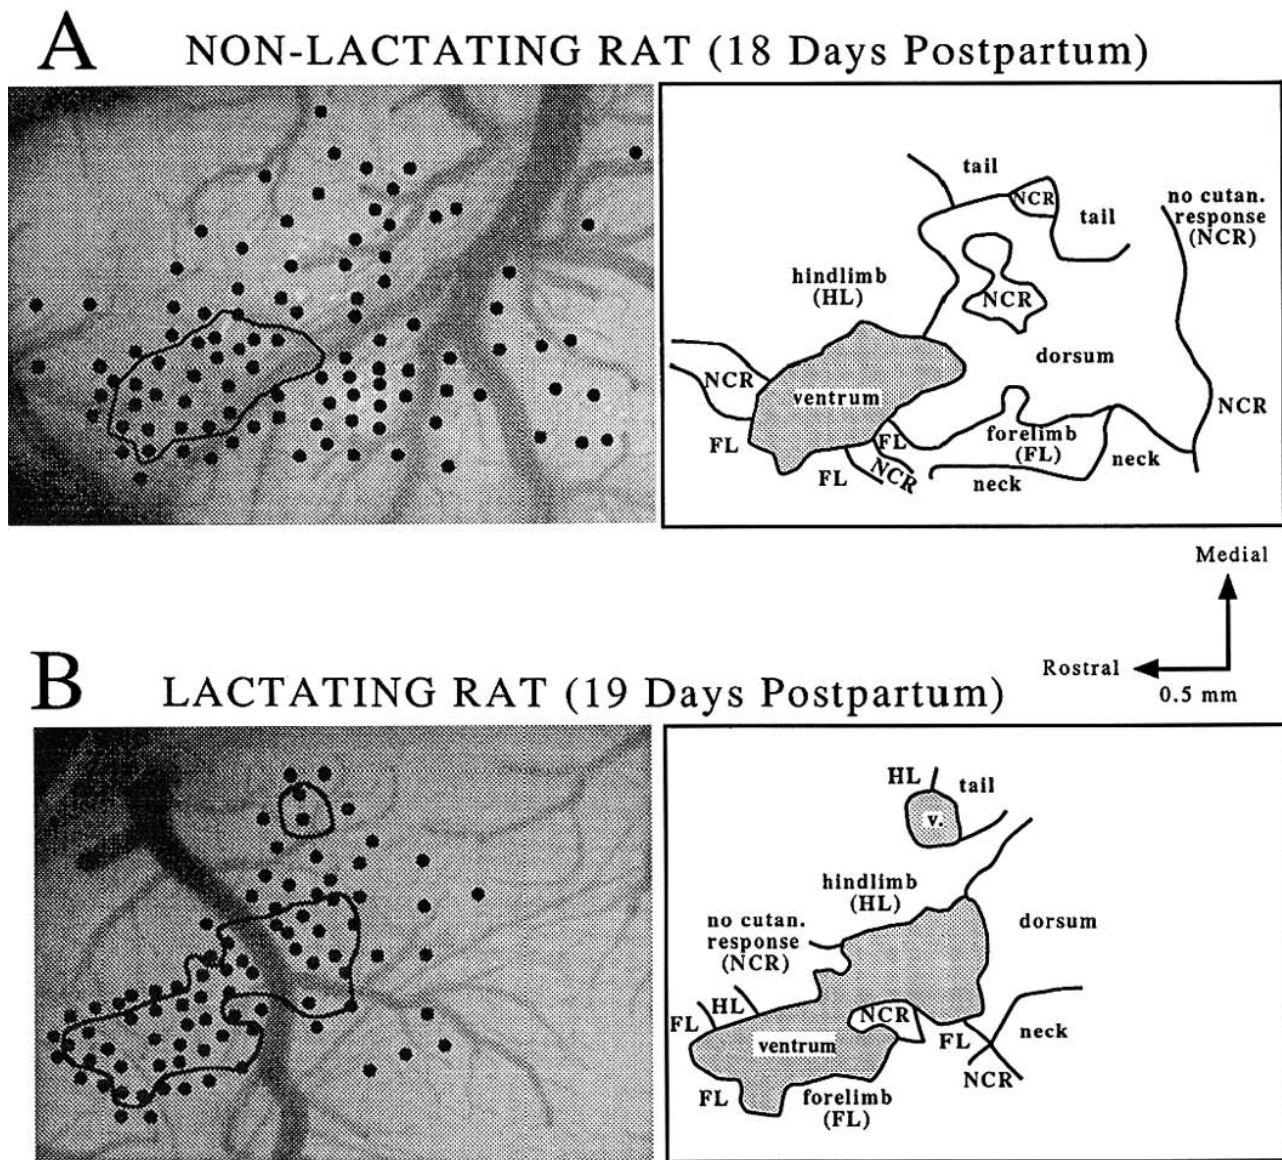 A
NON-LACTATING RAT (18 Days Postpartum)
tail
NCR
tail
no cutan.
response
(NCR)
hindlimb
(HL)
NCR
dorsum
NCR
ventrum
NCR
FL
FL
forelimb
(FL)
neck
FL
NCR
neck
Medial
Rostral
0.5 mm
B
LACTATING RAT (19 Days Postpartum)
HL
tail
v.
hindlimb
(HL)
no cutan.
response
(NCR)
dorsum
HL
FL
NCR
ventrum
FL
neck
NCR
FL
forelimb
(FL)